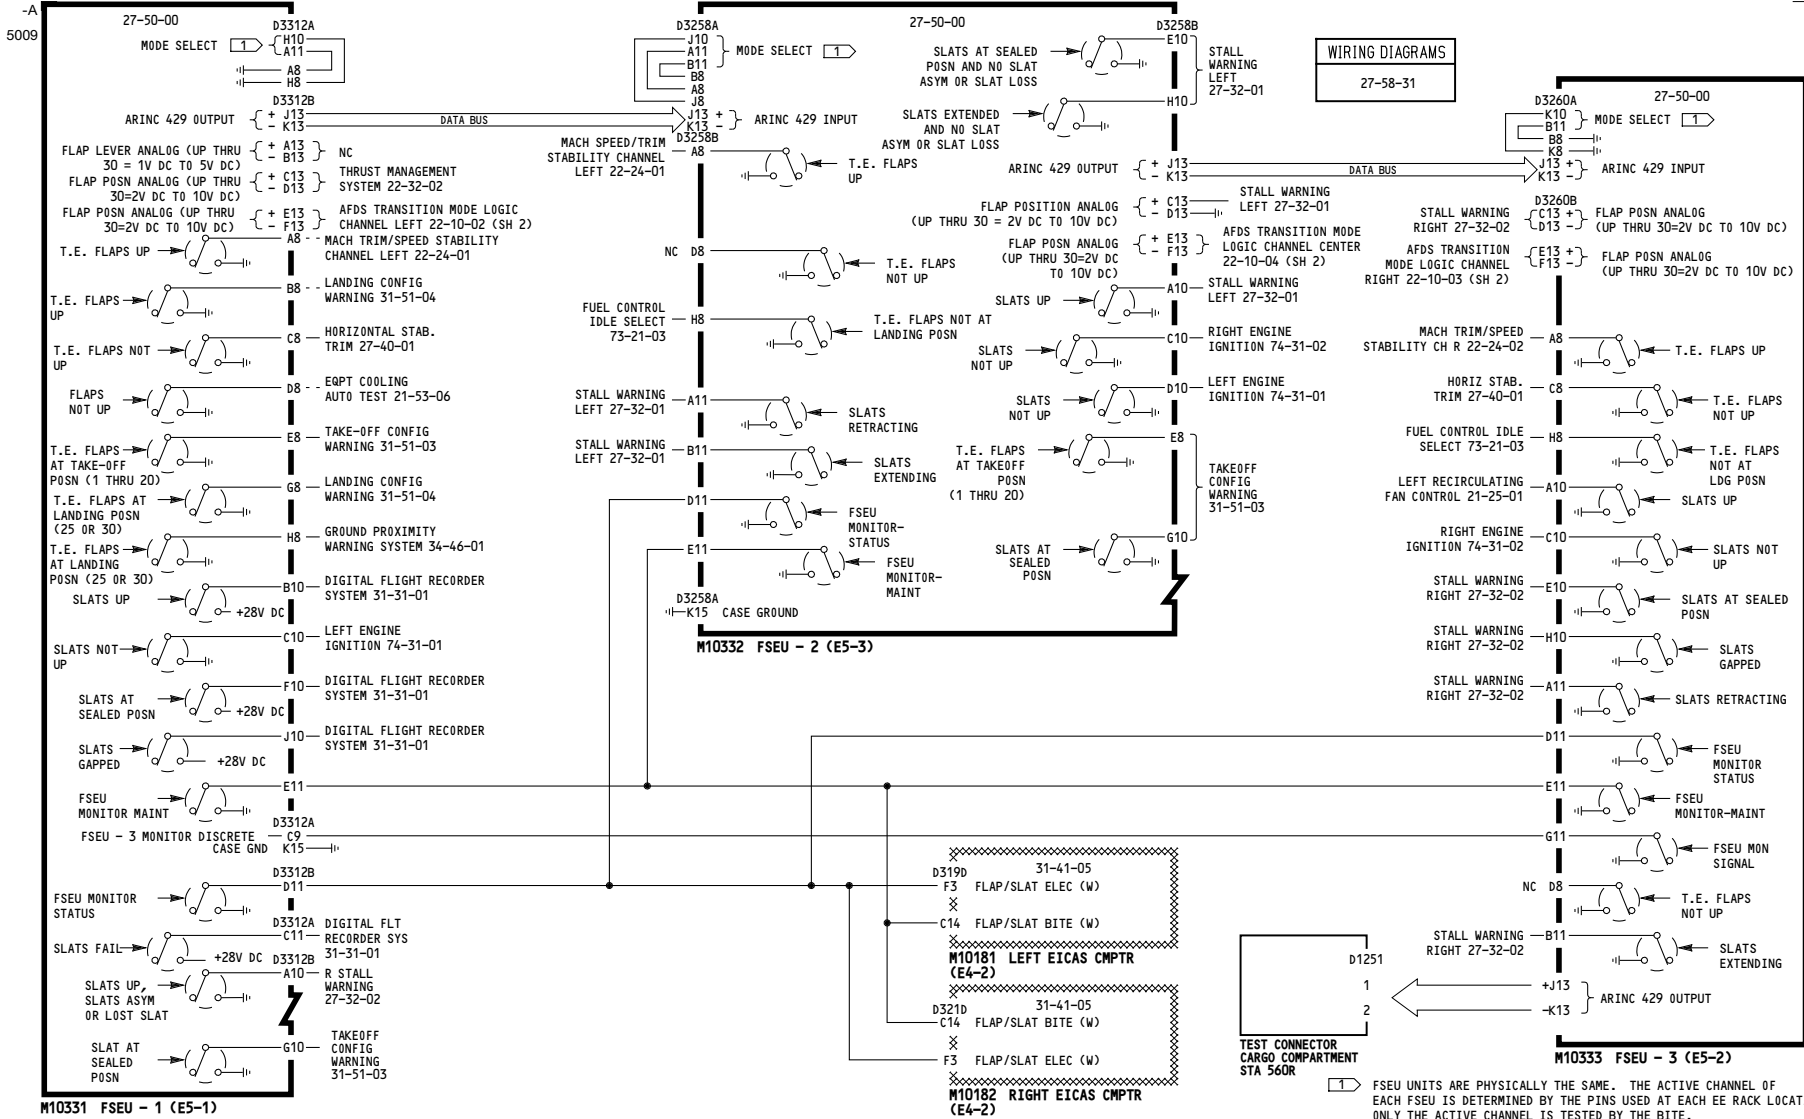 -A
5009
27-50-00
D3312A
MODE SELECT
1
H10
A11
A8
H8
D3312B
ARINC 429 OUTPUT
+ J13
- K13
DATA BUS
FLAP LEVER ANALOG (UP THRU
30 = 1V DC TO 5V DC)
+ A13
- B13
NC
FLAP POSN ANALOG (UP THRU
30=2V DC TO 10V DC)
+ C13
- D13
THRUST MANAGEMENT
SYSTEM 22-32-02
FLAP POSN ANALOG (UP THRU
30=2V DC TO 10V DC)
+ E13
- F13
AFDS TRANSITION MODE LOGIC
CHANNEL LEFT 22-10-02 (SH 2)
T.E. FLAPS UP
A8
MACH TRIM/SPEED STABILITY
CHANNEL LEFT 22-24-01
T.E. FLAPS
UP
B8
LANDING CONFIG
WARNING 31-51-04
T.E. FLAPS NOT
UP
C8
HORIZONTAL STAB.
TRIM 27-40-01
FLAPS
NOT UP
D8
EQPT COOLING
AUTO TEST 21-53-06
T.E. FLAPS
AT TAKE-OFF
POSN (1 THRU 20)
E8
TAKE-OFF CONFIG
WARNING 31-51-03
T.E. FLAPS AT
LANDING POSN
(25 OR 30)
G8
LANDING CONFIG
WARNING 31-51-04
T.E. FLAPS
AT LANDING
POSN (25 OR 30)
H8
GROUND PROXIMITY
WARNING SYSTEM 34-46-01
SLATS UP
+28V DC
B10
DIGITAL FLIGHT RECORDER
SYSTEM 31-31-01
SLATS NOT
UP
C10
LEFT ENGINE
IGNITION 74-31-01
SLATS AT
SEALED POSN
+28V DC
F10
DIGITAL FLIGHT RECORDER
SYSTEM 31-31-01
SLATS
GAPPED
+28V DC
J10
DIGITAL FLIGHT RECORDER
SYSTEM 31-31-01
FSEU
MONITOR MAINT
E11
D3312A
FSEU - 3 MONITOR DISCRETE
C9
CASE GND
K15
D3312B
FSEU MONITOR
STATUS
D11
D3312A
SLATS FAIL
+28V DC
C11
DIGITAL FLT
RECORDER SYS
31-31-01
D3312B
SLATS UP,
SLATS ASYM
OR LOST SLAT
A10
R STALL
WARNING
27-32-02
SLAT AT
SEALED
POSN
G10
TAKEOFF
CONFIG
WARNING
31-51-03
M10331 FSEU - 1 (E5-1)
27-50-00
D3258A
J10
A11
B11
B8
A8
J8
MODE SELECT
1
J13 +
K13 -
ARINC 429 INPUT
D3258B
MACH SPEED/TRIM
STABILITY CHANNEL
LEFT 22-24-01
A8
T.E. FLAPS
UP
NC D8
T.E. FLAPS
NOT UP
FUEL CONTROL
IDLE SELECT
73-21-03
H8
T.E. FLAPS NOT AT
LANDING POSN
STALL WARNING
LEFT 27-32-01
A11
SLATS
RETRACTING
STALL WARNING
LEFT 27-32-01
B11
SLATS
EXTENDING
D11
FSEU
MONITOR-
STATUS
E11
FSEU
MONITOR-
MAINT
D3258A
K15 CASE GROUND
M10332 FSEU - 2 (E5-3)
D3258B
SLATS AT SEALED
POSN AND NO SLAT
ASYM OR SLAT LOSS
E10
STALL
WARNING
LEFT
27-32-01
SLATS EXTENDED
AND NO SLAT
ASYM OR SLAT LOSS
H10
ARINC 429 OUTPUT
+ J13
- K13
DATA BUS
FLAP POSITION ANALOG
(UP THRU 30 = 2V DC TO 10V DC)
+ C13
- D13
STALL WARNING
LEFT 27-32-01
FLAP POSN ANALOG
(UP THRU 30=2V DC
TO 10V DC)
+ E13
- F13
AFDS TRANSITION MODE
LOGIC CHANNEL CENTER
22-10-04 (SH 2)
SLATS UP
A10
STALL WARNING
LEFT 27-32-01
SLATS
NOT UP
C10
RIGHT ENGINE
IGNITION 74-31-02
SLATS
NOT UP
D10
LEFT ENGINE
IGNITION 74-31-01
T.E. FLAPS
AT TAKEOFF
POSN
(1 THRU 20)
E8
TAKEOFF
CONFIG
WARNING
31-51-03
SLATS AT
SEALED
POSN
G10
WIRING DIAGRAMS
27-58-31
27-50-00
D3260A
K10
B11
B8
K8
MODE SELECT
1
J13 +
K13 -
ARINC 429 INPUT
D3260B
STALL WARNING
RIGHT 27-32-02
C13 +
D13 -
FLAP POSN ANALOG
(UP THRU 30=2V DC TO 10V DC)
AFDS TRANSITION
MODE LOGIC CHANNEL
RIGHT 22-10-03 (SH 2)
E13 +
F13 -
FLAP POSN ANALOG
(UP THRU 30=2V DC TO 10V DC)
MACH TRIM/SPEED
STABILITY CH R 22-24-02
A8
T.E. FLAPS UP
HORIZ STAB.
TRIM 27-40-01
C8
T.E. FLAPS
NOT UP
FUEL CONTROL IDLE
SELECT 73-21-03
H8
T.E. FLAPS
NOT AT
LDG POSN
LEFT RECIRCULATING
FAN CONTROL 21-25-01
A10
SLATS UP
RIGHT ENGINE
IGNITION 74-31-02
C10
SLATS NOT
UP
STALL WARNING
RIGHT 27-32-02
E10
SLATS AT SEALED
POSN
STALL WARNING
RIGHT 27-32-02
H10
SLATS
GAPPED
STALL WARNING
RIGHT 27-32-02
A11
SLATS RETRACTING
D11
FSEU
MONITOR
STATUS
E11
FSEU
MONITOR-MAINT
G11
FSEU MON
SIGNAL
NC D8
T.E. FLAPS
NOT UP
STALL WARNING
RIGHT 27-32-02
B11
SLATS
EXTENDING
+J13
-K13
ARINC 429 OUTPUT
M10333 FSEU - 3 (E5-2)
31-41-05
D319D
F3 FLAP/SLAT ELEC (W)
C14 FLAP/SLAT BITE (W)
M10181 LEFT EICAS CMPTR
(E4-2)
31-41-05
D321D
C14 FLAP/SLAT BITE (W)
F3 FLAP/SLAT ELEC (W)
M10182 RIGHT EICAS CMPTR
(E4-2)
D1251
1
2
TEST CONNECTOR
CARGO COMPARTMENT
STA 560R
1 FSEU UNITS ARE PHYSICALLY THE SAME. THE ACTIVE CHANNEL OF
EACH FSEU IS DETERMINED BY THE PINS USED AT EACH EE RACK LOCAT
ONLY THE ACTIVE CHANNEL IS TESTED BY THE BITE.